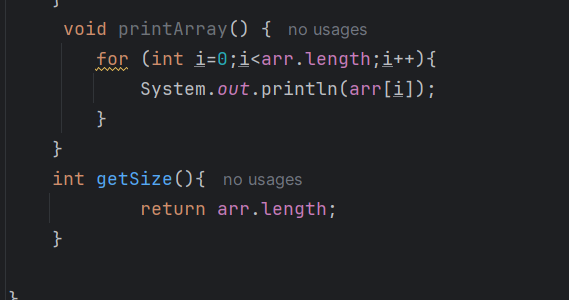 }
void printArray() { no usages
for (int i=0;i<arr.length;i++){
System.out.println(arr[i]);
}
}
int getSize(){ no usages
return arr.length;
}
}